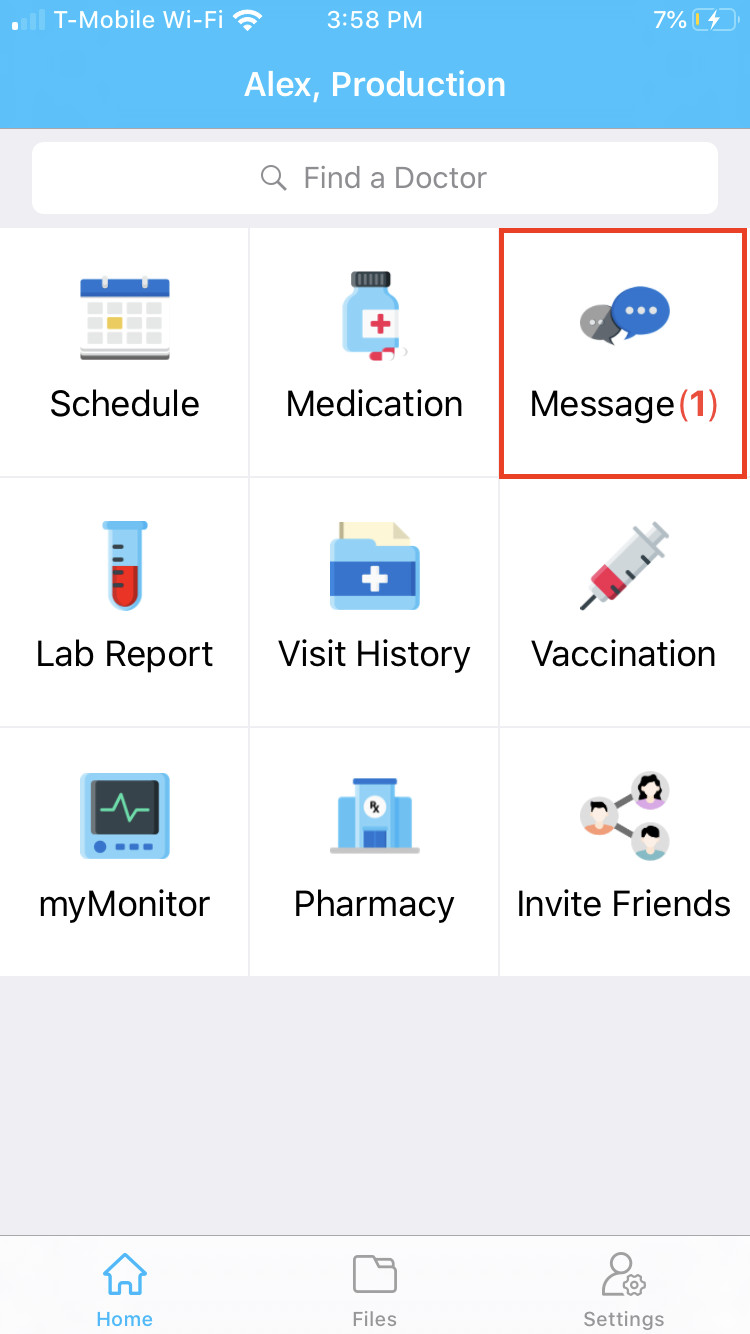 T-Mobile Wi-Fi 3:58 PM 7%
Alex, Production
Find a Doctor
Schedule Medication Message(1)
Lab Report Visit History Vaccination
Rx
myMonitor Pharmacy Invite Friends
Home Files Settings